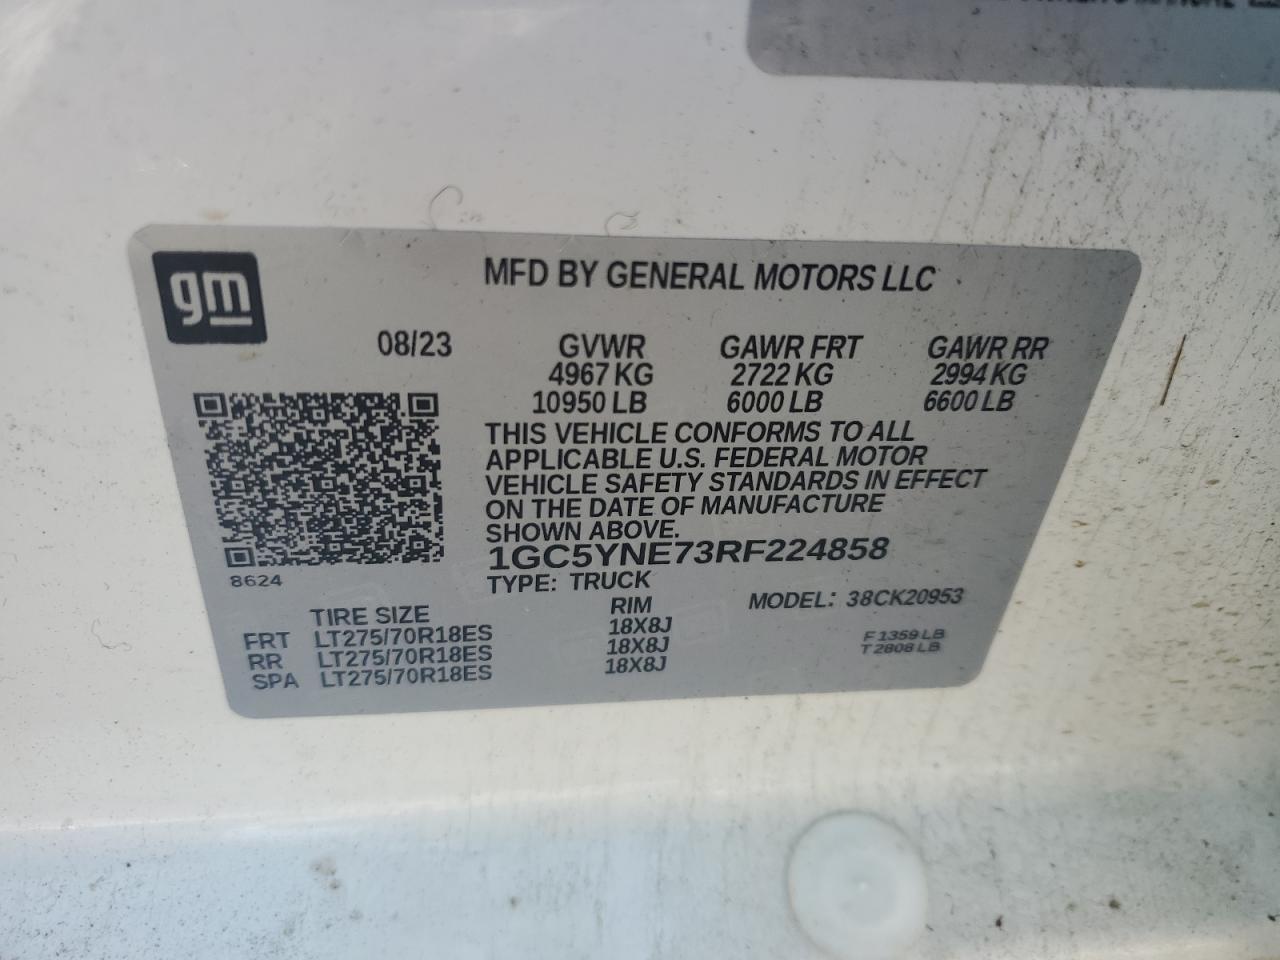 gm
MFD BY GENERAL MOTORS LLC
08/23 GVWR GAWR FRT GAWR RR
4967 KG 2722 KG 2994 KG
10950 LB 6000 LB 6600 LB
THIS VEHICLE CONFORMS TO ALL
APPLICABLE U.S. FEDERAL MOTOR
VEHICLE SAFETY STANDARDS IN EFFECT
ON THE DATE OF MANUFACTURE
SHOWN ABOVE.
1GC5YNE73RF224858
8624
TYPE: TRUCK
TIRE SIZE RIM MODEL: 38CK20953
FRT LT275/70R18ES 18X8J F 1359 LB
RR LT275/70R18ES 18X8J T 2808 LB
SPA LT275/70R18ES 18X8J